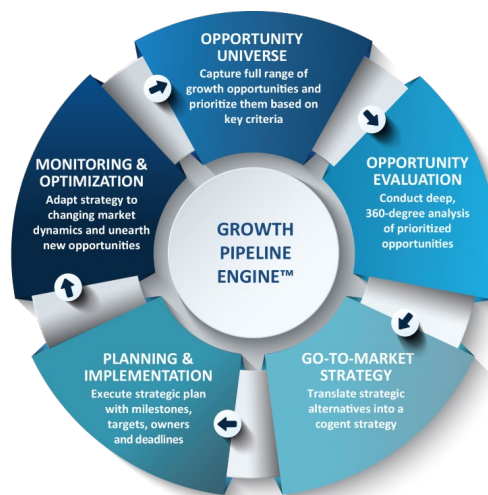 OPPORTUNITY
UNIVERSE
Capture full range of
growth opportunities and
prioritize them based on
key criteria
OPPORTUNITY
EVALUATION
Conduct deep,
360-degree analysis
of prioritized
opportunities
GO-TO-MARKET
STRATEGY
Translate strategic
alternatives into a
cogent strategy
PLANNING &
IMPLEMENTATION
Execute strategic plan
with milestones,
targets, owners
and deadlines
MONITORING &
OPTIMIZATION
Adapt strategy to
changing market
dynamics and unearth
new opportunities
GROWTH
PIPELINE
ENGINE™